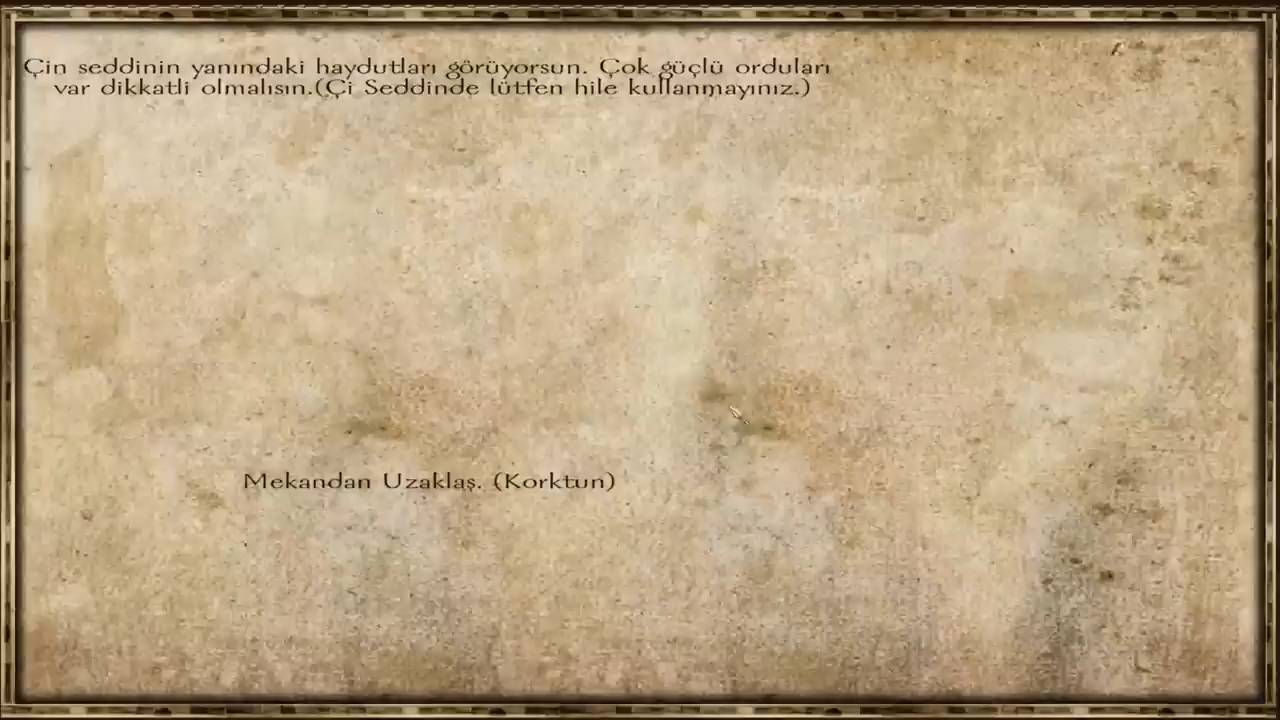 Çin seddinin yanındaki haydutları görüyorsun. Çok güçlü orduları
var dikkatli olmalısın.(Çi Seddinde lütfen hile kullanmayınız.)
Mekandan Uzaklaş. (Korktun)